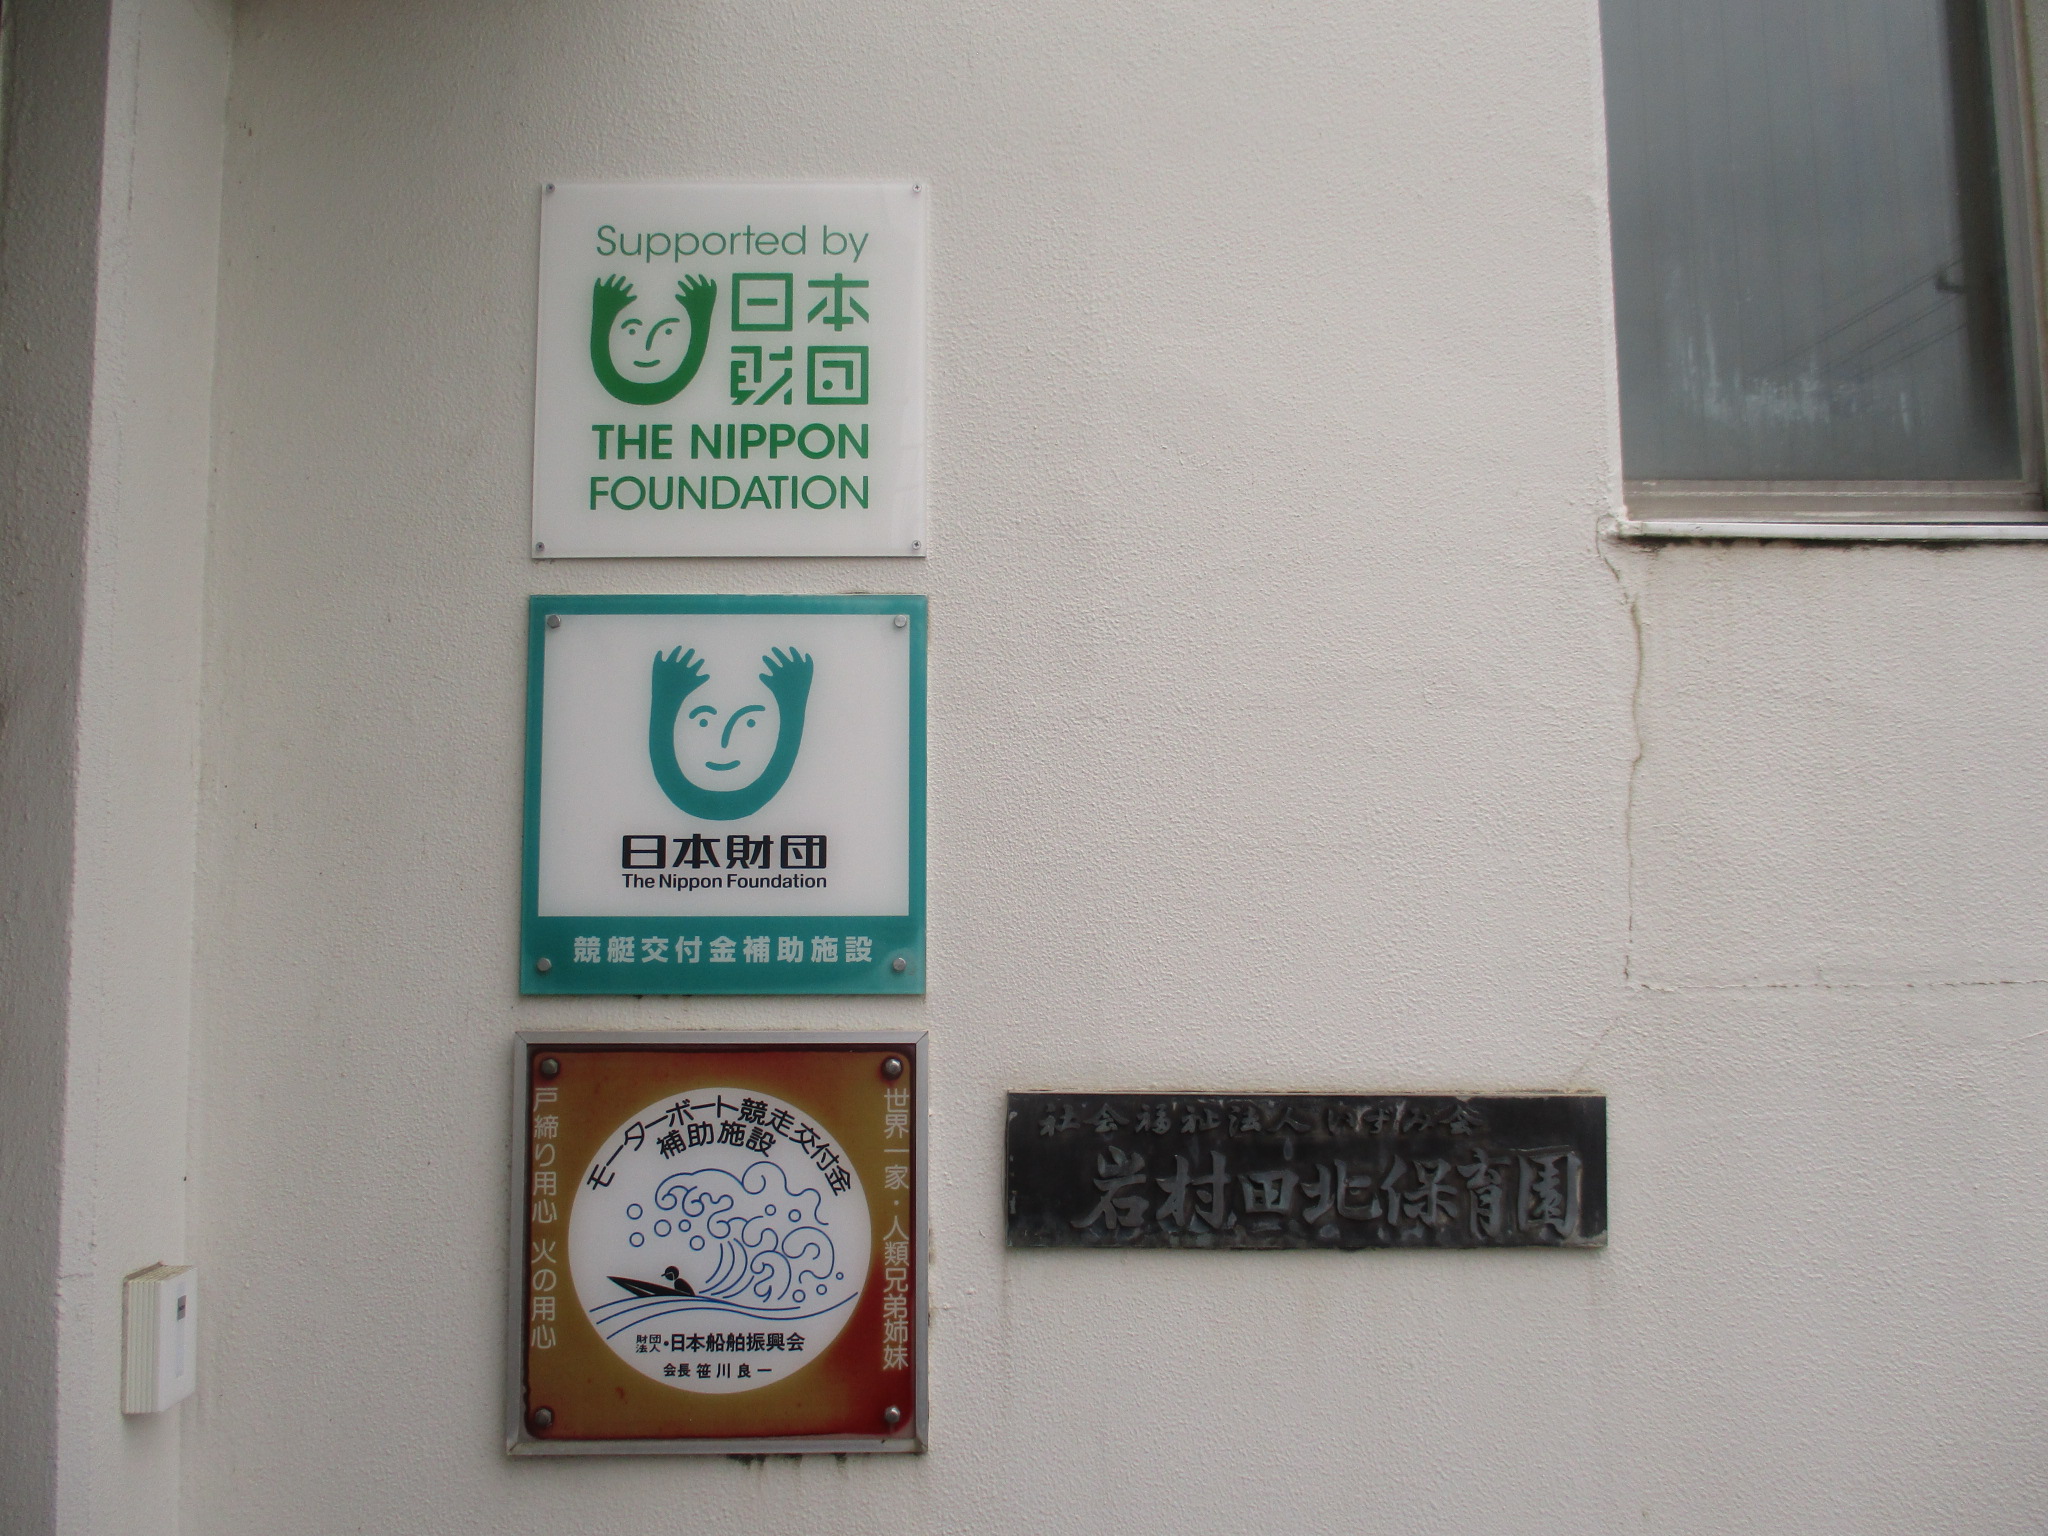 Supported by
日本
財団
THE NIPPON
FOUNDATION
日本財団
The Nippon Foundation
競艇交付金補助施設
世界一家・人類兄弟姉妹
モーターボート競走交付金
補助施設
財団法人・日本船舶振興会
会長 笹川良一
戸締り用心 火の用心
社会福祉法人 いずみ会
岩村田北保育園